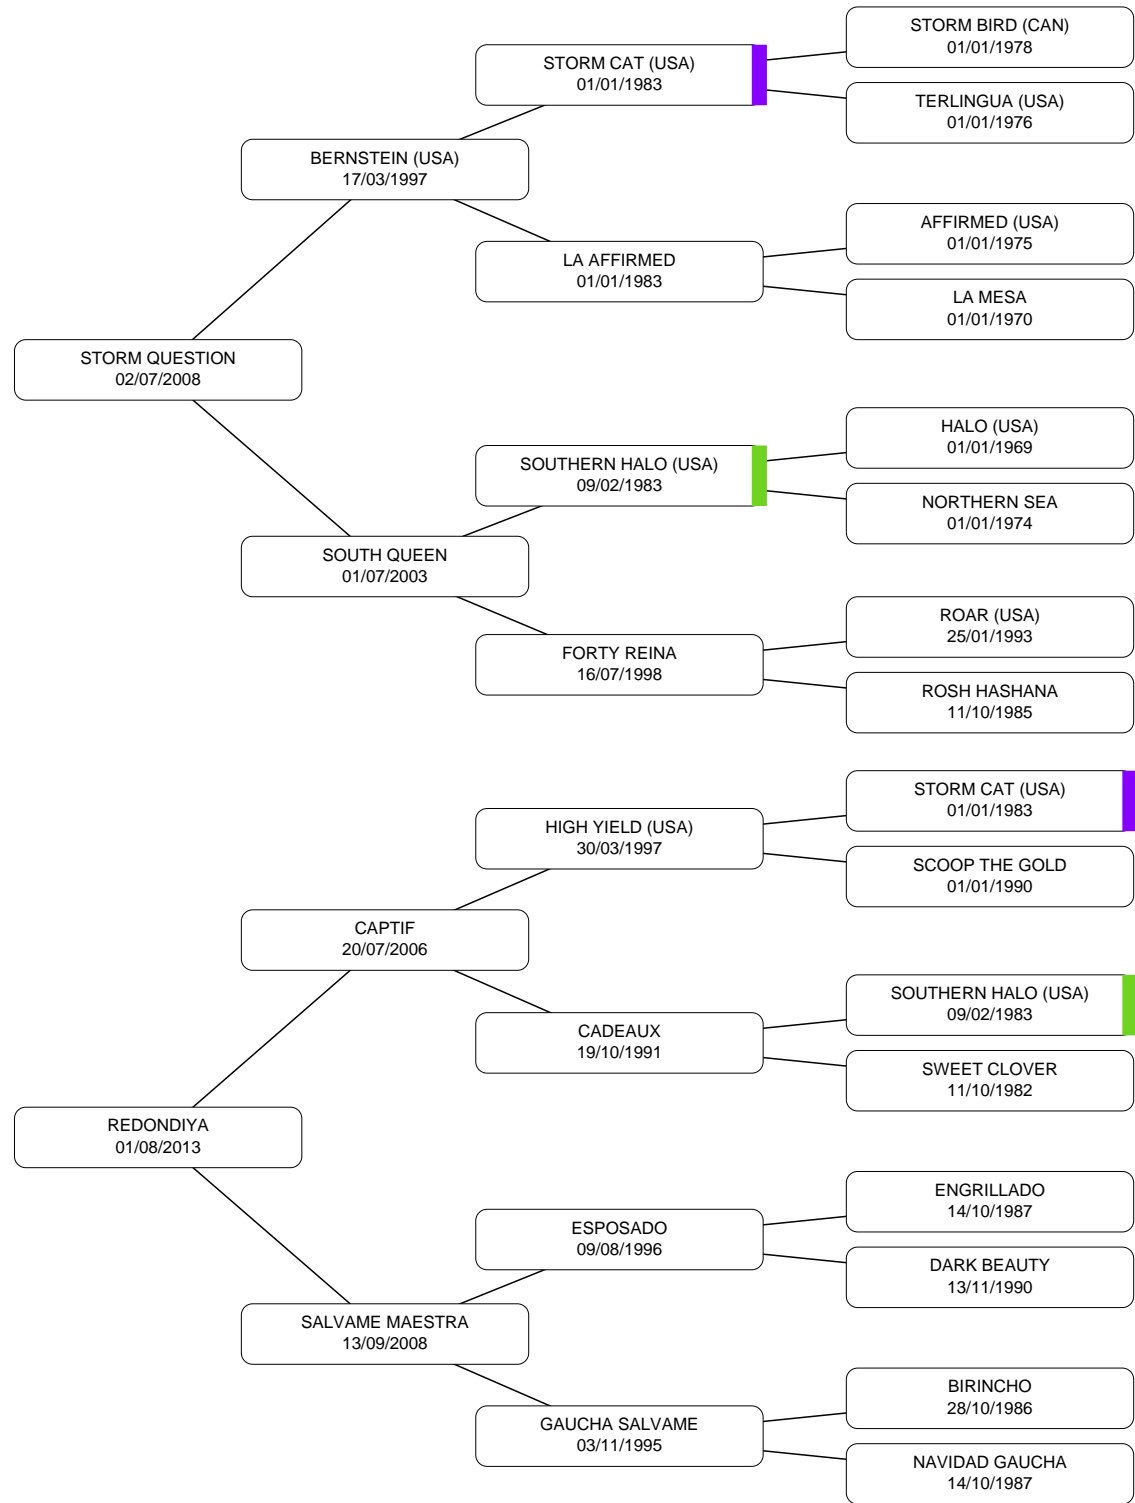 STORM BIRD (CAN)
01/01/1978
STORM CAT (USA)
01/01/1983
TERLINGUA (USA)
01/01/1976
BERNSTEIN (USA)
17/03/1997
AFFIRMED (USA)
01/01/1975
LA AFFIRMED
01/01/1983
LA MESA
01/01/1970
STORM QUESTION
02/07/2008
HALO (USA)
01/01/1969
SOUTHERN HALO (USA)
09/02/1983
NORTHERN SEA
01/01/1974
SOUTH QUEEN
01/07/2003
ROAR (USA)
25/01/1993
FORTY REINA
16/07/1998
ROSH HASHANA
11/10/1985
STORM CAT (USA)
01/01/1983
HIGH YIELD (USA)
30/03/1997
SCOOP THE GOLD
01/01/1990
CAPTIF
20/07/2006
SOUTHERN HALO (USA)
09/02/1983
CADEAUX
19/10/1991
SWEET CLOVER
11/10/1982
REDONDIYA
01/08/2013
ENGRILLADO
14/10/1987
ESPOSADO
09/08/1996
DARK BEAUTY
13/11/1990
SALVAME MAESTRA
13/09/2008
BIRINCHO
28/10/1986
GAUCHA SALVAME
03/11/1995
NAVIDAD GAUCHA
14/10/1987